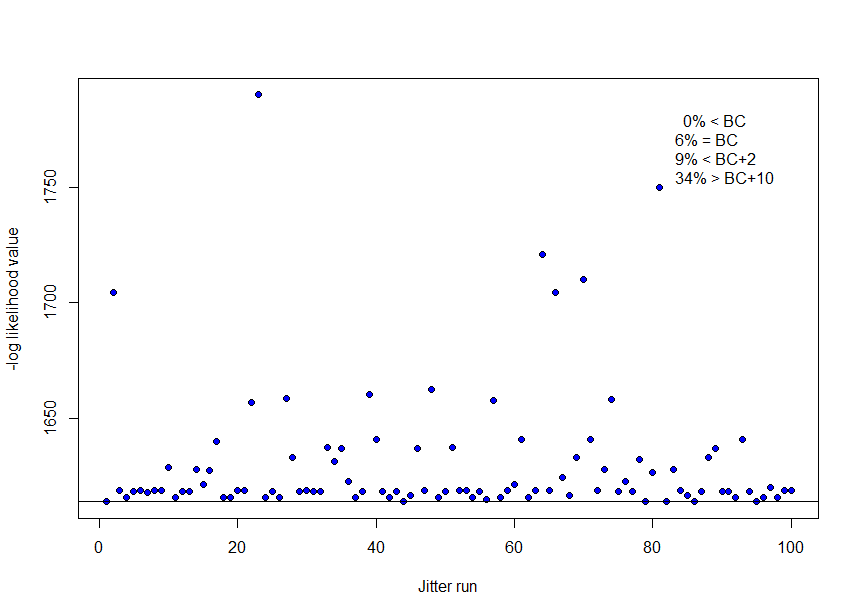 0% < BC
6% = BC
9% < BC+2
34% > BC+10
-log likelihood value
1750
1700
1650
0 20 40 60 80 100
Jitter run